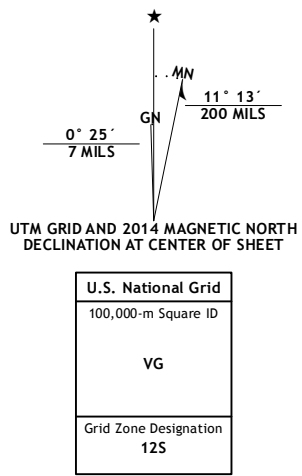 ★
MN
GN
11° 13´
200 MILS
0° 25´
7 MILS
UTM GRID AND 2014 MAGNETIC NORTH
DECLINATION AT CENTER OF SHEET
U.S. National Grid
100,000-m Square ID
VG
Grid Zone Designation
12S